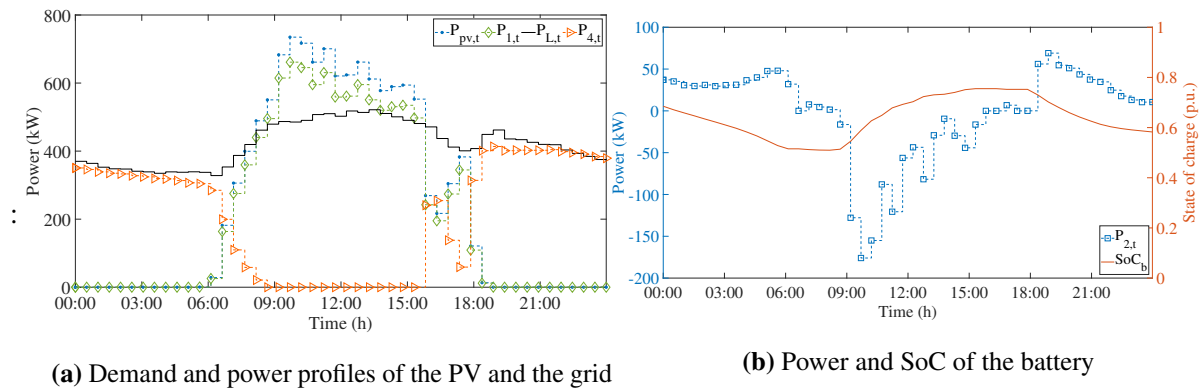 P_pv,t P_1,t P_L,t P_4,t
Power (kW)
800
600
400
200
0
00:00 03:00 06:00 09:00 12:00 15:00 18:00 21:00
Time (h)
(a) Demand and power profiles of the PV and the grid
:
Power (kW)
100
50
0
-50
-100
-150
-200
State of charge (p.u.)
1
0.8
0.6
0.4
0.2
0
P_2,t
SoC_b
00:00 03:00 06:00 09:00 12:00 15:00 18:00 21:00
Time (h)
(b) Power and SoC of the battery